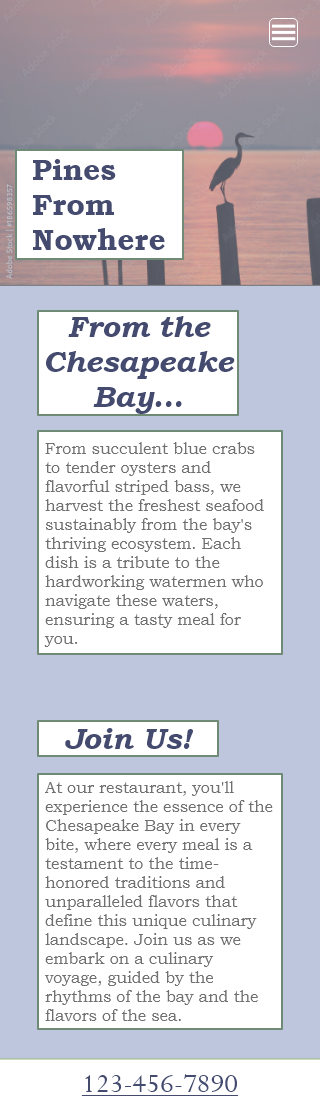 Pines
From
Nowhere
Adobe Stock | #186598357
From the
Chesapeake
Bay...
From succulent blue crabs
to tender oysters and
flavorful striped bass, we
harvest the freshest seafood
sustainably from the bay's
thriving ecosystem. Each
dish is a tribute to the
hardworking watermen who
navigate these waters,
ensuring a tasty meal for
you.
Join Us!
At our restaurant, you'll
experience the essence of the
Chesapeake Bay in every
bite, where every meal is a
testament to the time-
honored traditions and
unparalleled flavors that
define this unique culinary
landscape. Join us as we
embark on a culinary
voyage, guided by the
rhythms of the bay and the
flavors of the sea.
123-456-7890